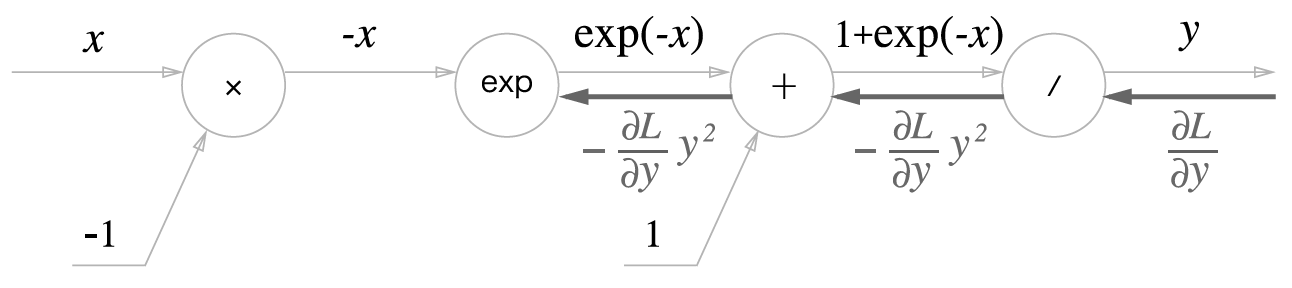 x -x exp(-x) 1+exp(-x) y
× exp + /
− ∂L/∂y y² − ∂L/∂y y² ∂L/∂y
-1 1